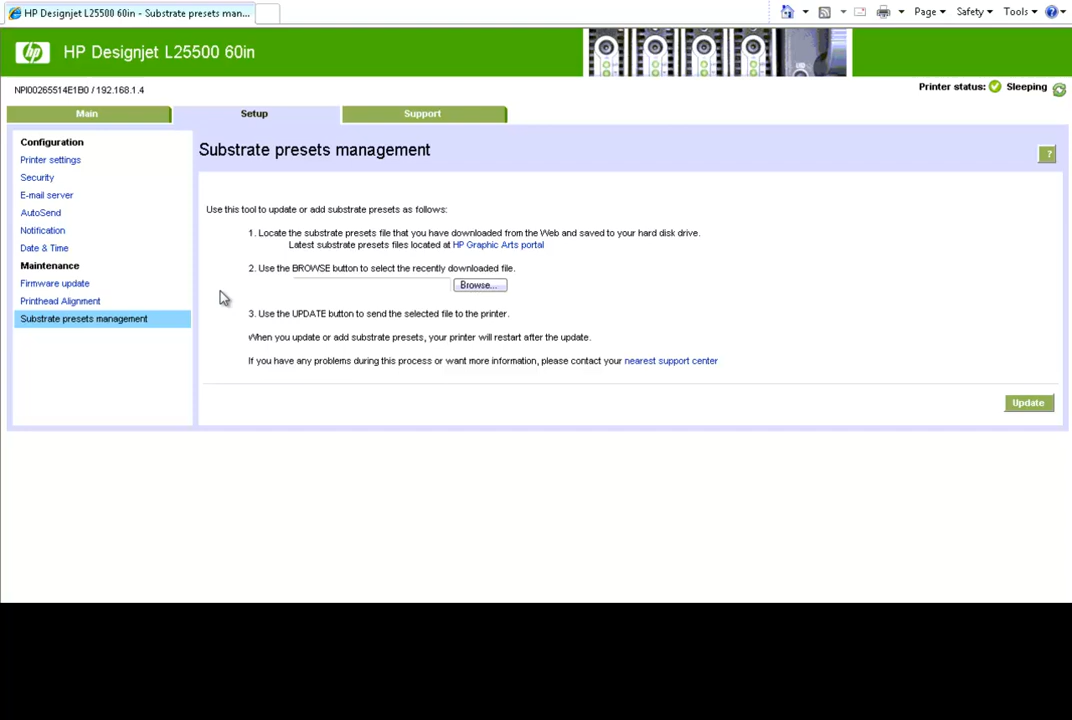 HP Designjet L25500 60in - Substrate presets man...
Page
Safety
Tools
hp
HP Designjet L25500 60in
NPI00265514E1B0 / 192.168.1.4
Printer status:
Sleeping
Main
Setup
Support
Configuration
Printer settings
Security
E-mail server
AutoSend
Notification
Date & Time
Maintenance
Firmware update
Printhead Alignment
Substrate presets management
Substrate presets management
?
Use this tool to update or add substrate presets as follows:
1. Locate the substrate presets file that you have downloaded from the Web and saved to your hard disk drive.
Latest substrate presets files located at HP Graphic Arts portal
2. Use the BROWSE button to select the recently downloaded file.
Browse...
3. Use the UPDATE button to send the selected file to the printer.
When you update or add substrate presets, your printer will restart after the update.
If you have any problems during this process or want more information, please contact your nearest support center
Update